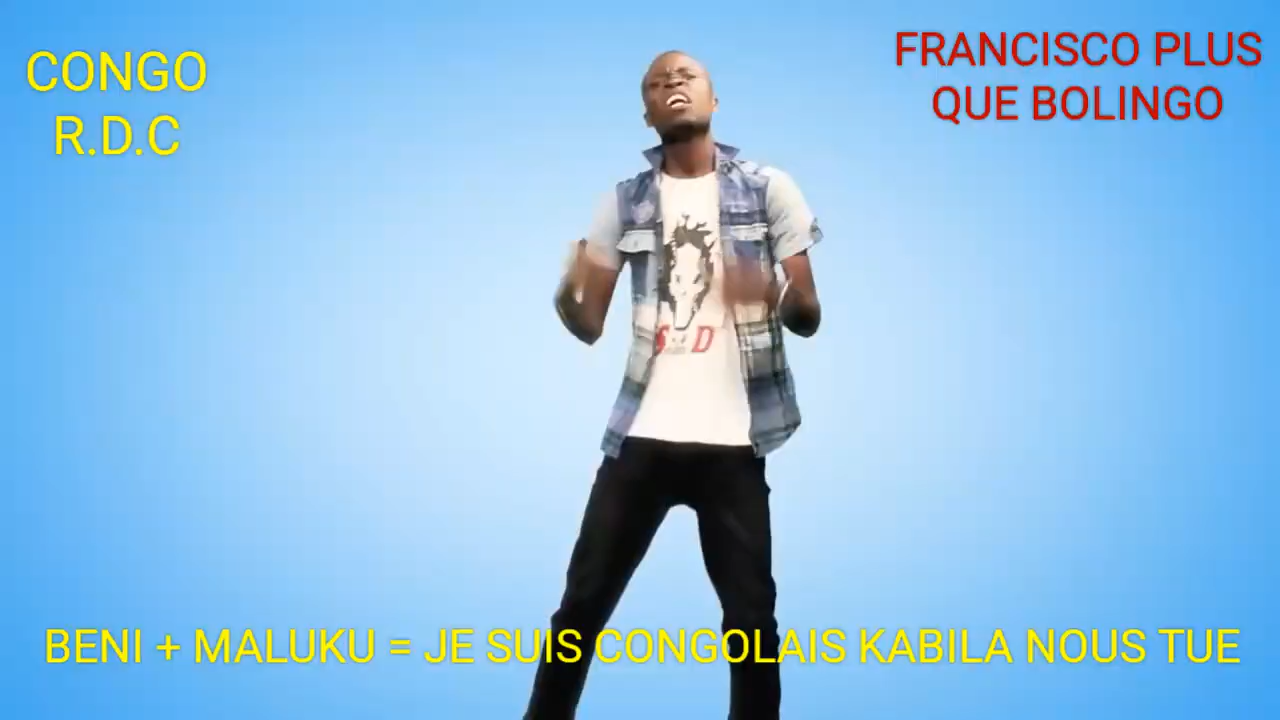 CONGO
R.D.C
FRANCISCO PLUS
QUE BOLINGO
BENI + MALUKU = JE SUIS CONGOLAIS KABILA NOUS TUE